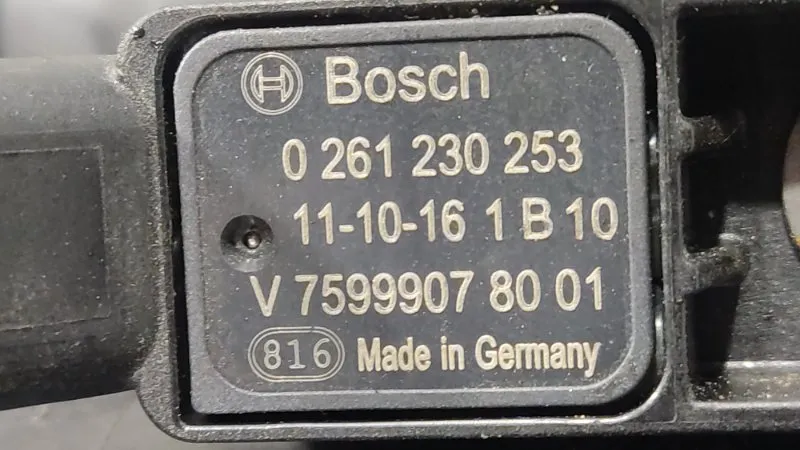 Bosch
0 261 230 253
11-10-16 1 B 10
V 7599907 80 01
816 Made in Germany